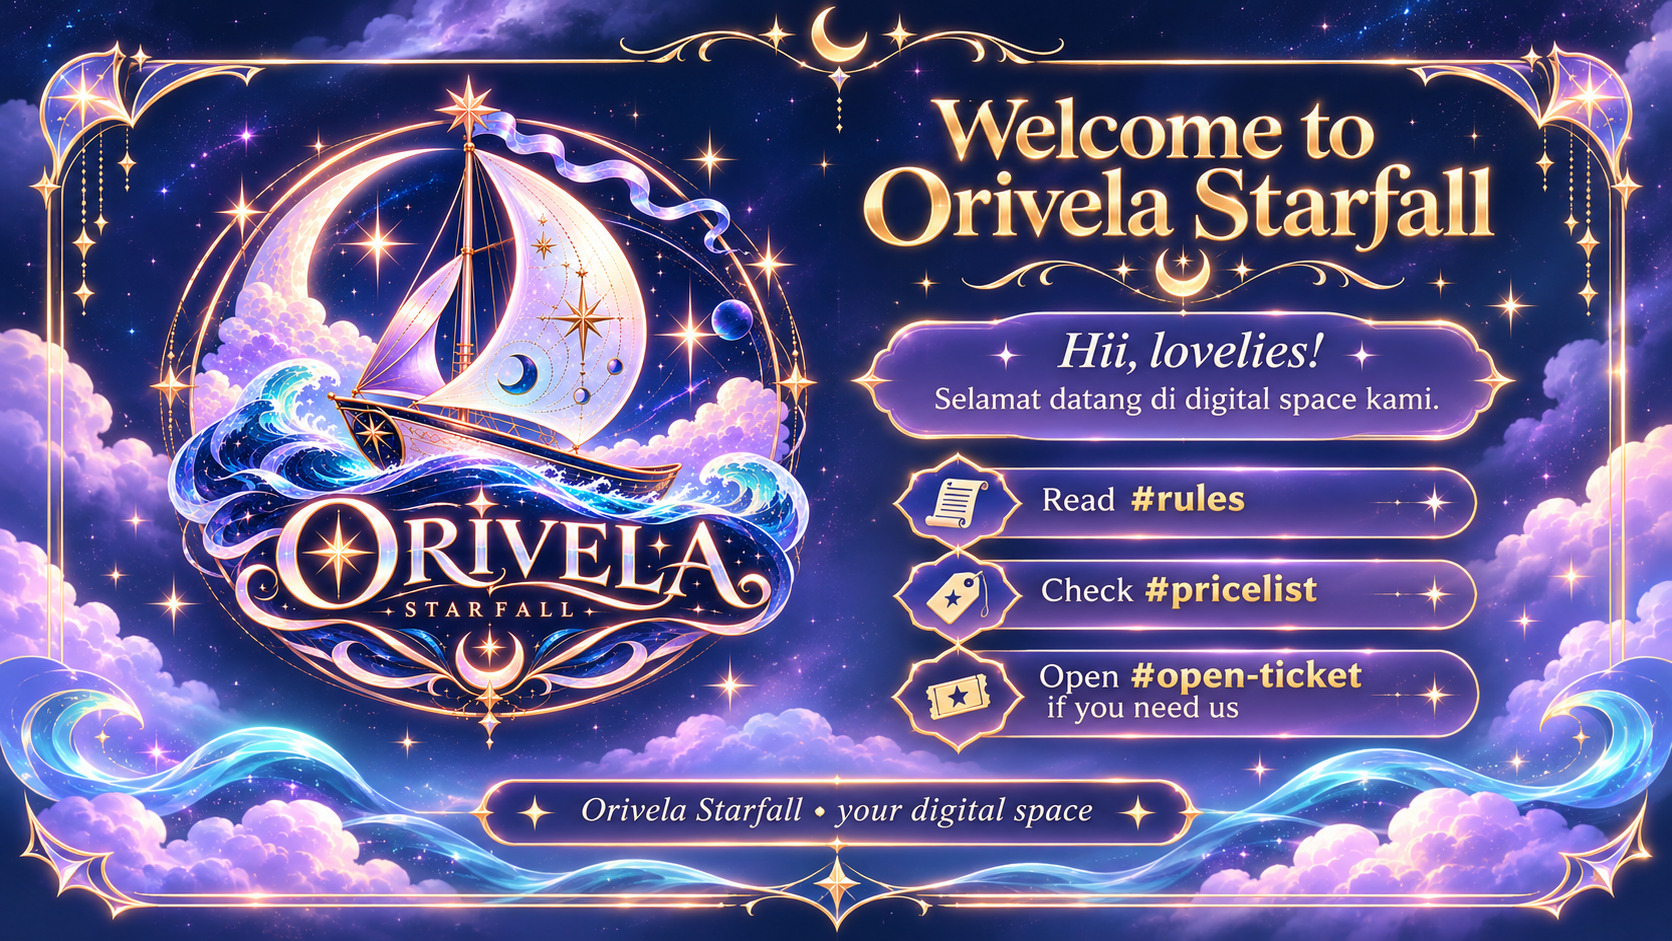 ORIVELA
STARFALL
Welcome to
Orivela Starfall
Hii, lovelies!
Selamat datang di digital space kami.
Read #rules
Check #pricelist
Open #open-ticket
if you need us
Orivela Starfall • your digital space